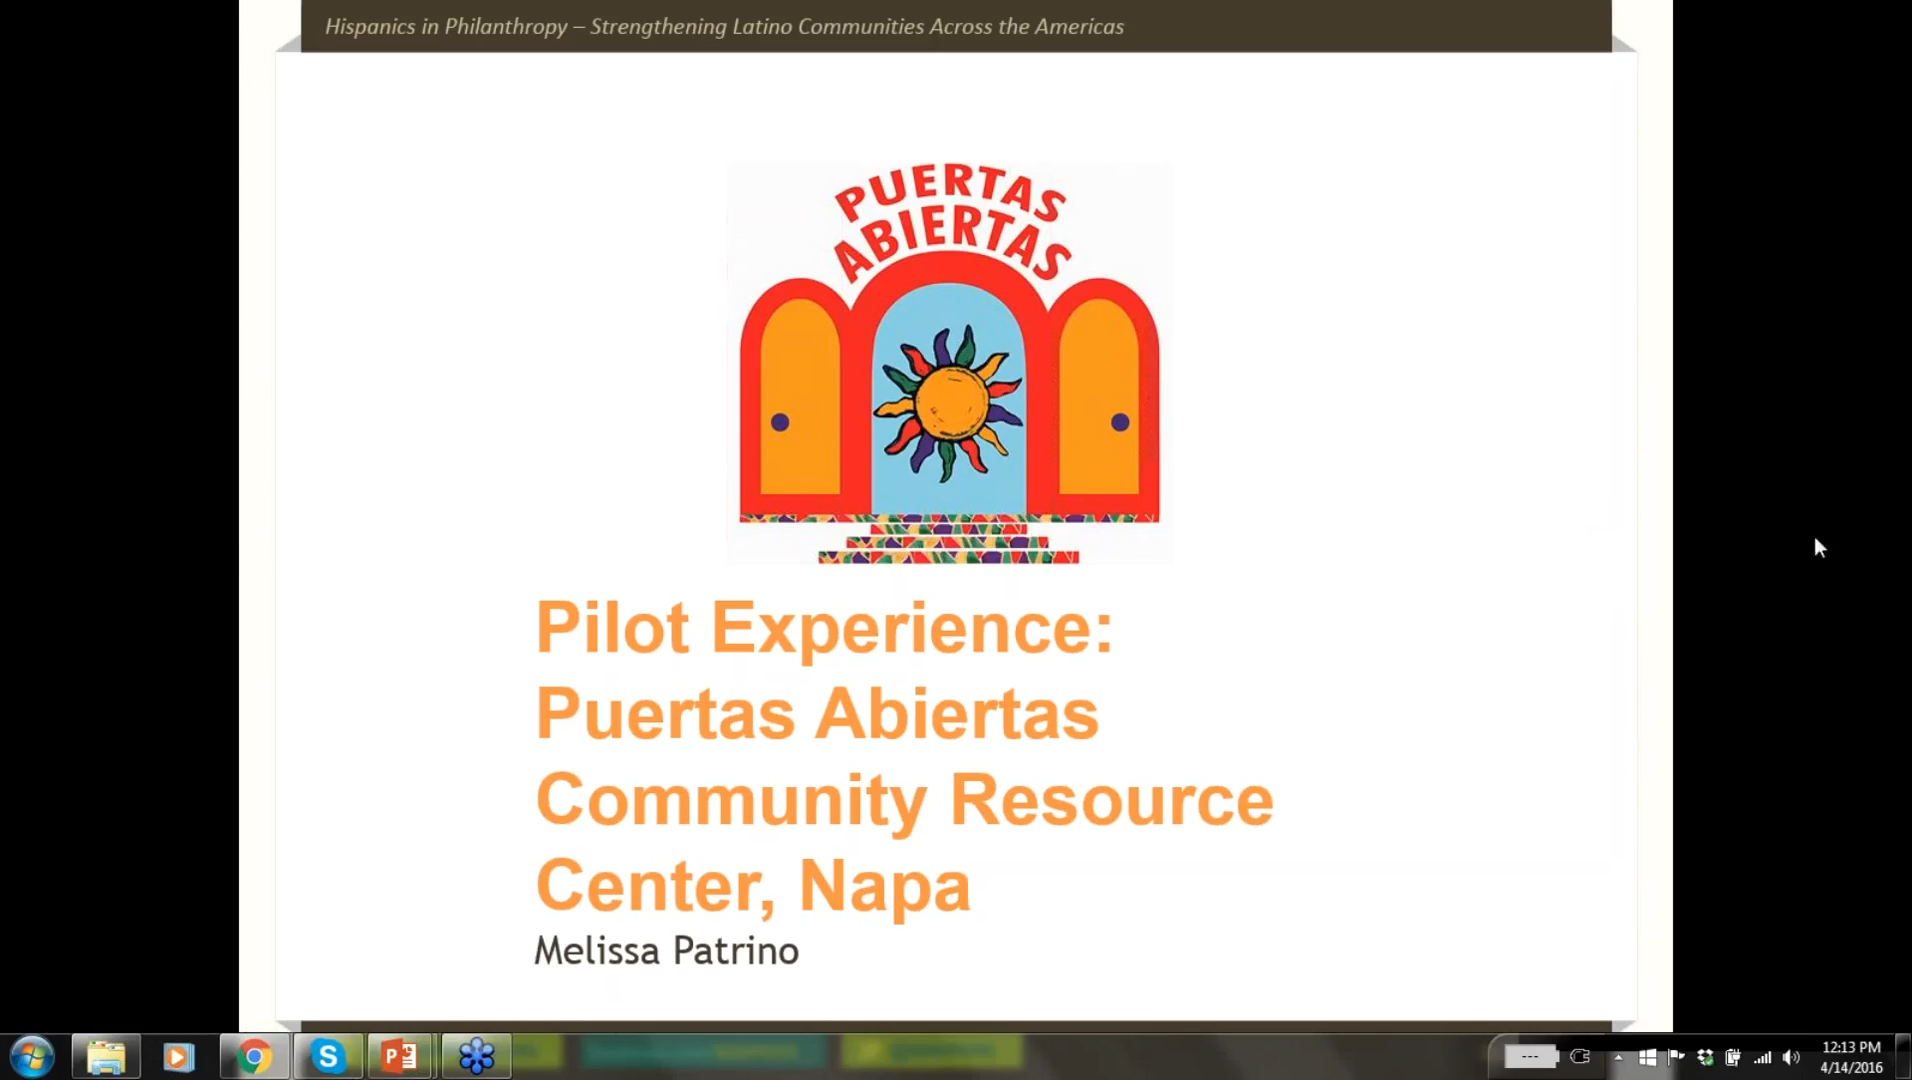 Hispanics in Philanthropy – Strengthening Latino Communities Across the Americas
PUERTAS
ABIERTAS
Pilot Experience:
Puertas Abiertas
Community Resource
Center, Napa
Melissa Patrino
---
12:13 PM
4/14/2016